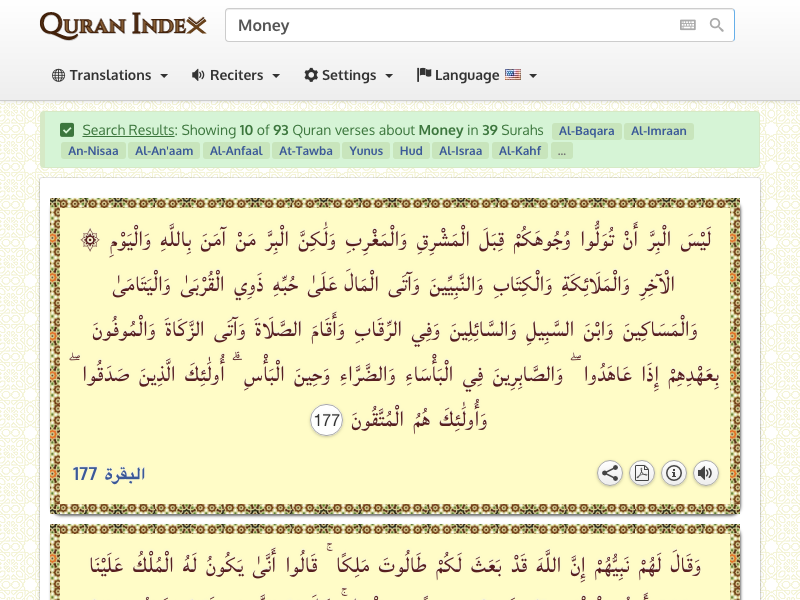 QURAN INDEX
Money
Translations
Reciters
Settings
Language
Search Results: Showing 10 of 93 Quran verses about Money in 39 Surahs Al-Baqara Al-Imraan
An-Nisaa Al-An'aam Al-Anfaal At-Tawba Yunus Hud Al-Israa Al-Kahf ...
۞ لَيْسَ الْبِرَّ أَنْ تُوَلُّوا وُجُوهَكُمْ قِبَلَ الْمَشْرِقِ وَالْمَغْرِبِ وَلَٰكِنَّ الْبِرَّ مَنْ آمَنَ بِاللَّهِ وَالْيَوْمِ
الْآخِرِ وَالْمَلَائِكَةِ وَالْكِتَابِ وَالنَّبِيِّينَ وَآتَى الْمَالَ عَلَىٰ حُبِّهِ ذَوِي الْقُرْبَىٰ وَالْيَتَامَىٰ
وَالْمَسَاكِينَ وَابْنَ السَّبِيلِ وَالسَّائِلِينَ وَفِي الرِّقَابِ وَأَقَامَ الصَّلَاةَ وَآتَى الزَّكَاةَ وَالْمُوفُونَ
بِعَهْدِهِمْ إِذَا عَاهَدُوا ۖ وَالصَّابِرِينَ فِي الْبَأْسَاءِ وَالضَّرَّاءِ وَحِينَ الْبَأْسِ ۗ أُولَٰئِكَ الَّذِينَ صَدَقُوا ۖ
وَأُولَٰئِكَ هُمُ الْمُتَّقُونَ 177
البقرة 177
وَقَالَ لَهُمْ نَبِيُّهُمْ إِنَّ اللَّهَ قَدْ بَعَثَ لَكُمْ طَالُوتَ مَلِكًا ۚ قَالُوا أَنَّىٰ يَكُونُ لَهُ الْمُلْكُ عَلَيْنَا